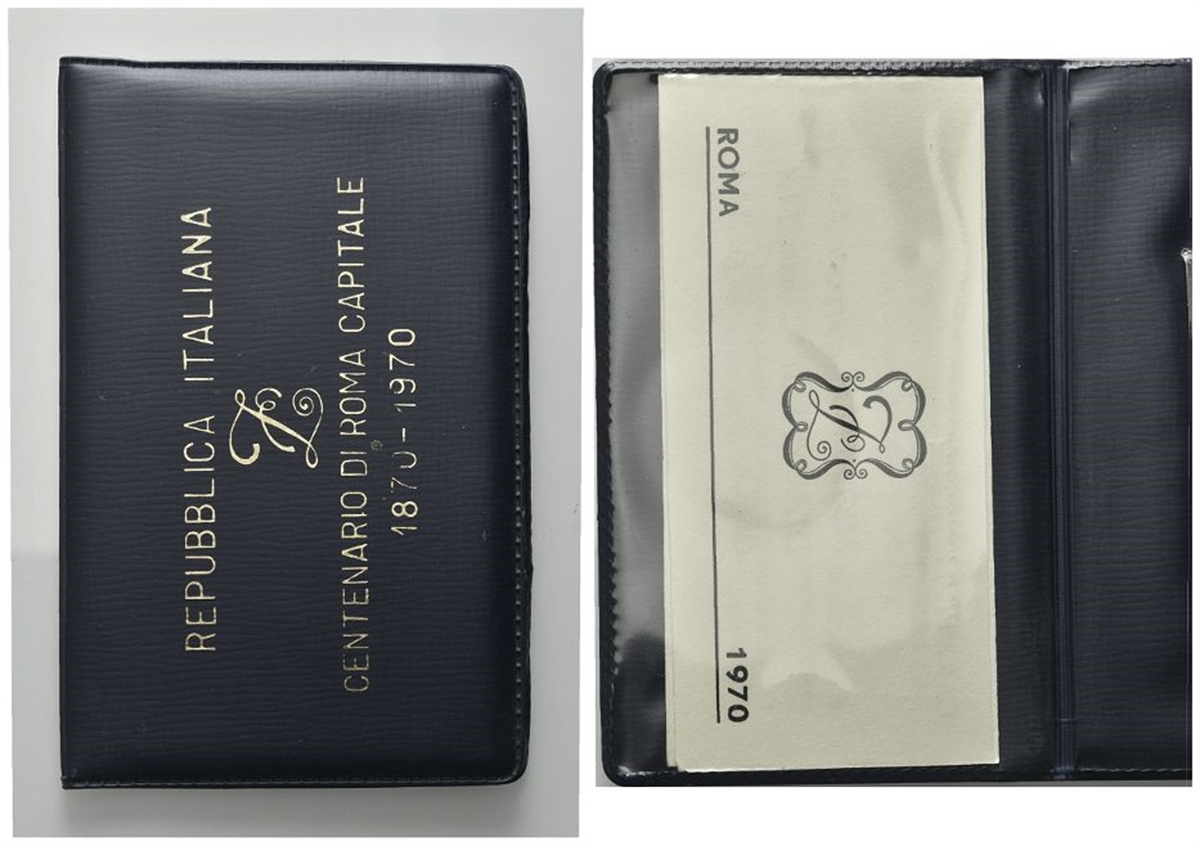 REPUBBLICA ITALIANA
Z
CENTENARIO DI ROMA CAPITALE
1870-1970
ROMA
1970
Z